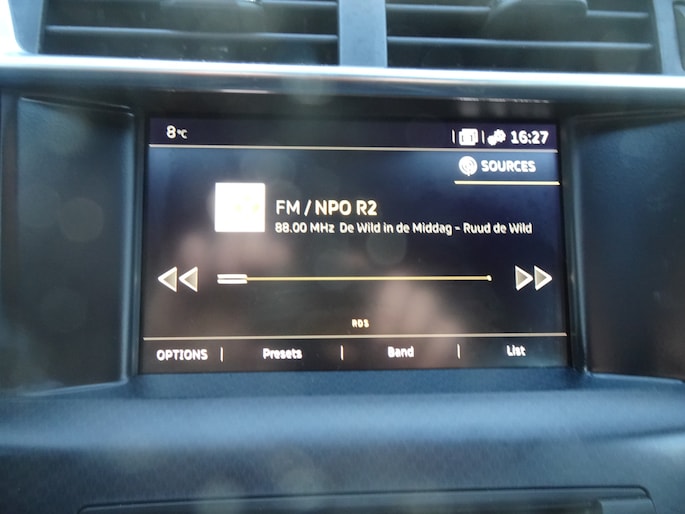 8°C 16:27
SOURCES
FM / NPO R2
88.00 MHz De Wild in de Middag - Ruud de Wild
RDS
OPTIONS Presets Band List